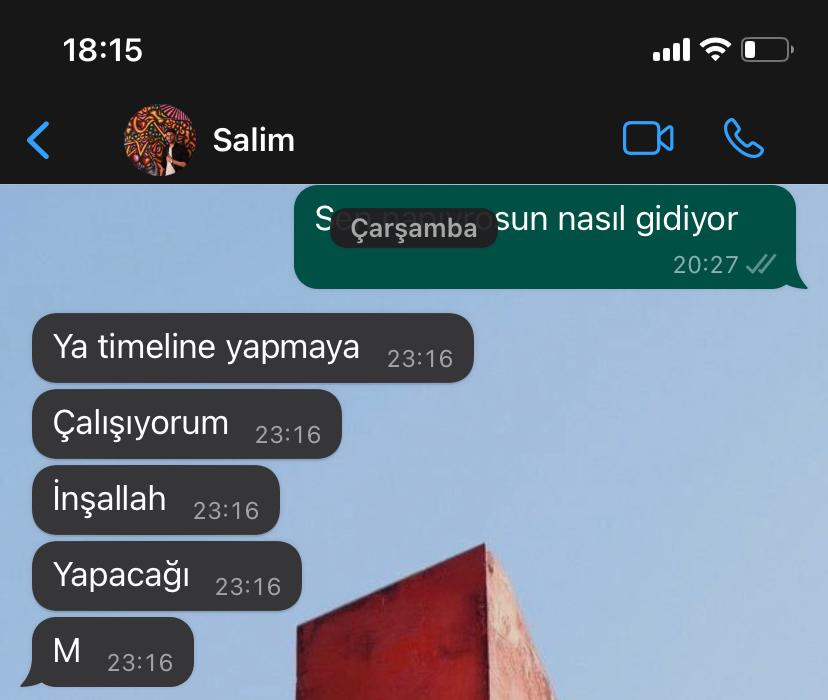 18:15
Salim
Çarşamba
sun nasıl gidiyor
20:27
Ya timeline yapmaya 23:16
Çalışıyorum 23:16
İnşallah 23:16
Yapacağı 23:16
M 23:16